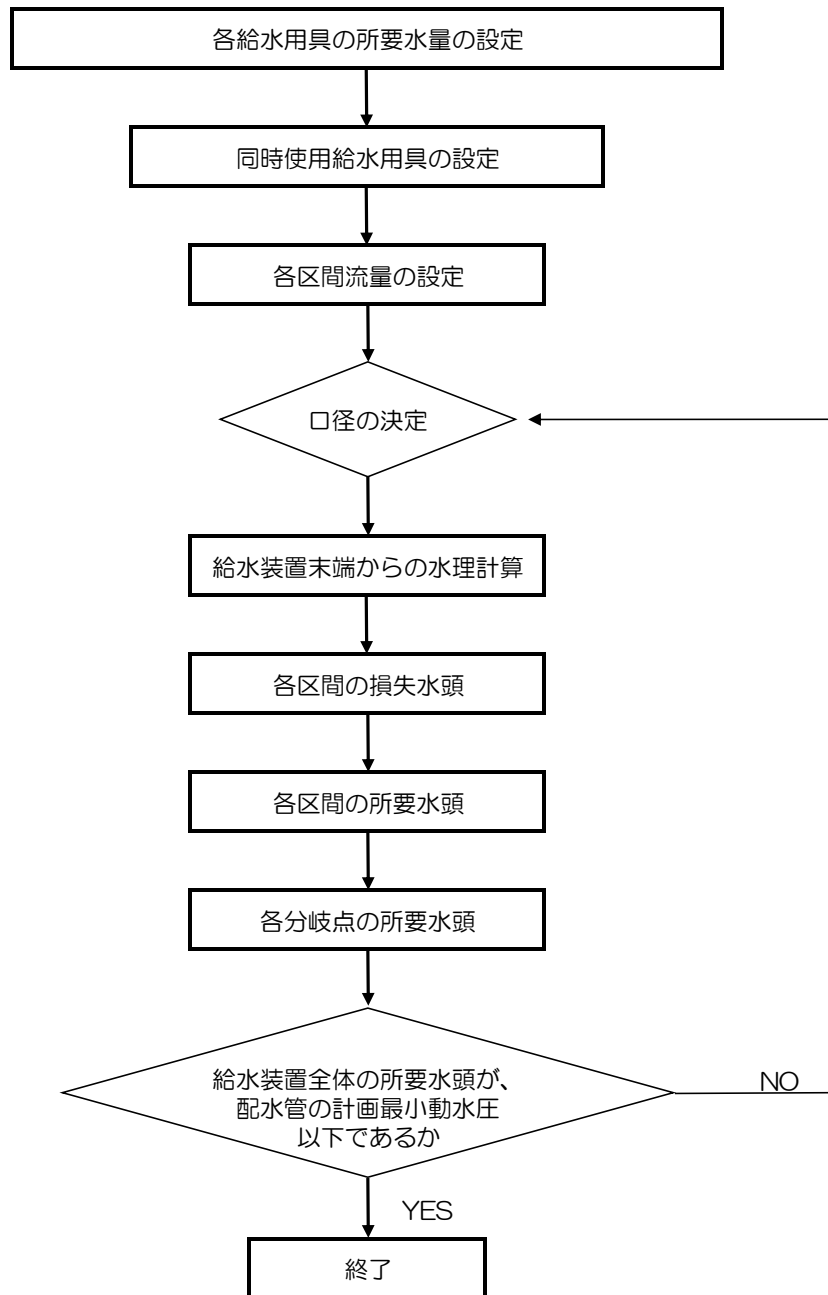 各給水用具の所要水量の設定
同時使用給水用具の設定
各区間流量の設定
口径の決定
給水装置末端からの水理計算
各区間の損失水頭
各区間の所要水頭
各分岐点の所要水頭
給水装置全体の所要水頭が、
配水管の計画最小動水圧
以下であるか
NO
YES
終了